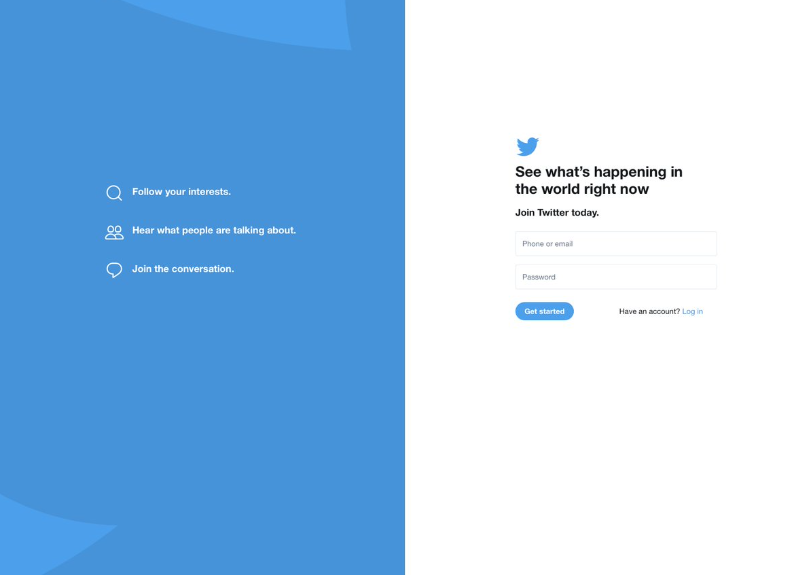 Follow your interests.
Hear what people are talking about.
Join the conversation.
See what’s happening in
the world right now
Join Twitter today.
Phone or email
Password
Get started
Have an account? Log in